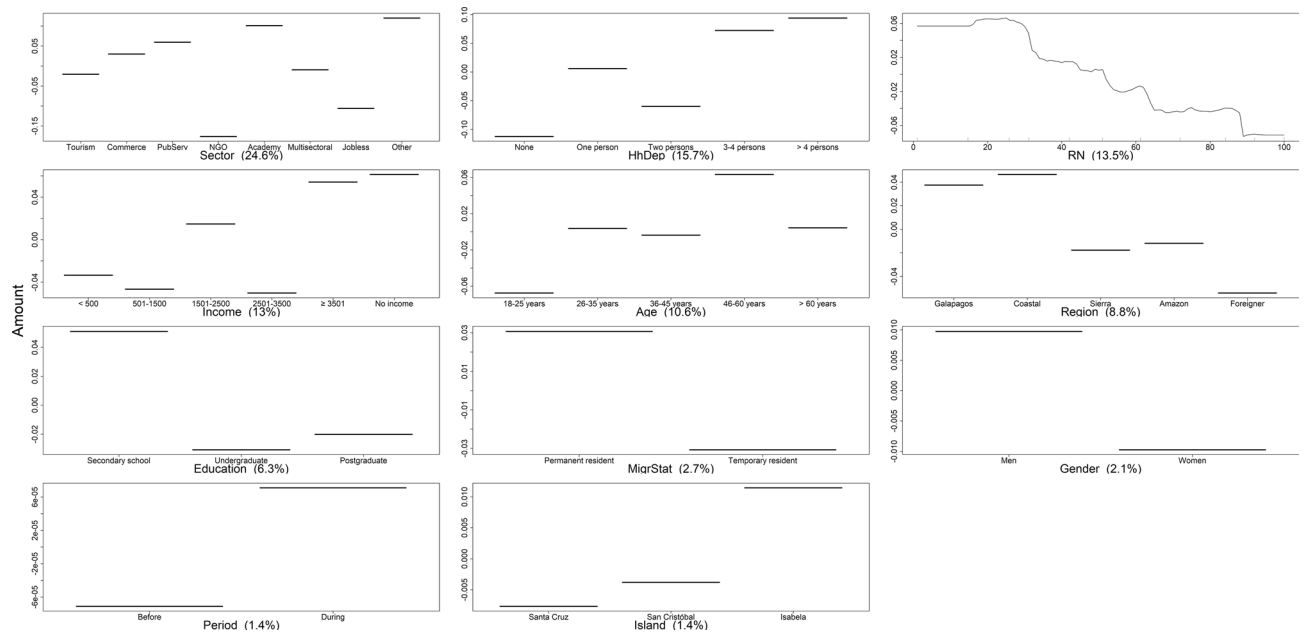 Amount
0.05
-0.05
-0.15
Tourism Commerce PubServ NGO Academy Multisectoral Jobless Other
Sector (24.6%)
0.10
0.05
0.00
-0.05
-0.10
None One person Two persons 3-4 persons > 4 persons
HhDep (15.7%)
0.06
0.02
-0.02
-0.06
0 20 40 60 80 100
RN (13.5%)
0.04
0.00
-0.04
< 500 501-1500 1501-2500 2501-3500 ≥ 3501 No income
Income (13%)
0.06
0.02
-0.02
-0.06
18-25 years 26-35 years 36-45 years 46-60 years > 60 years
Age (10.6%)
0.04
0.00
-0.04
Galapagos Coastal Sierra Amazon Foreigner
Region (8.8%)
0.04
0.02
0.00
-0.02
Secondary school Undergraduate Postgraduate
Education (6.3%)
0.03
0.01
-0.01
-0.03
Permanent resident Temporary resident
MigrStat (2.7%)
0.010
0.005
0.000
-0.005
-0.010
Men Women
Gender (2.1%)
6e-05
2e-05
-2e-05
-6e-05
Before During
Period (1.4%)
0.010
0.005
0.000
-0.005
Santa Cruz San Cristóbal Isabela
Island (1.4%)